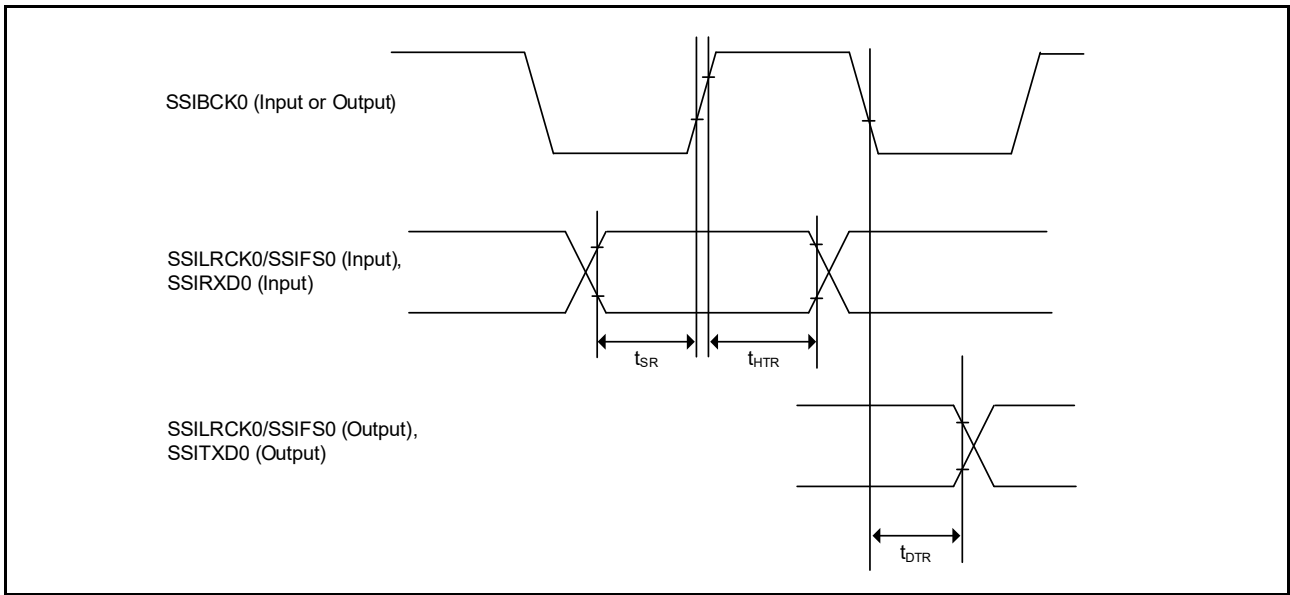 SSIBCK0 (Input or Output)
SSILRCK0/SSIFS0 (Input),
SSIRXD0 (Input)
tSR
tHTR
SSILRCK0/SSIFS0 (Output),
SSITXD0 (Output)
tDTR